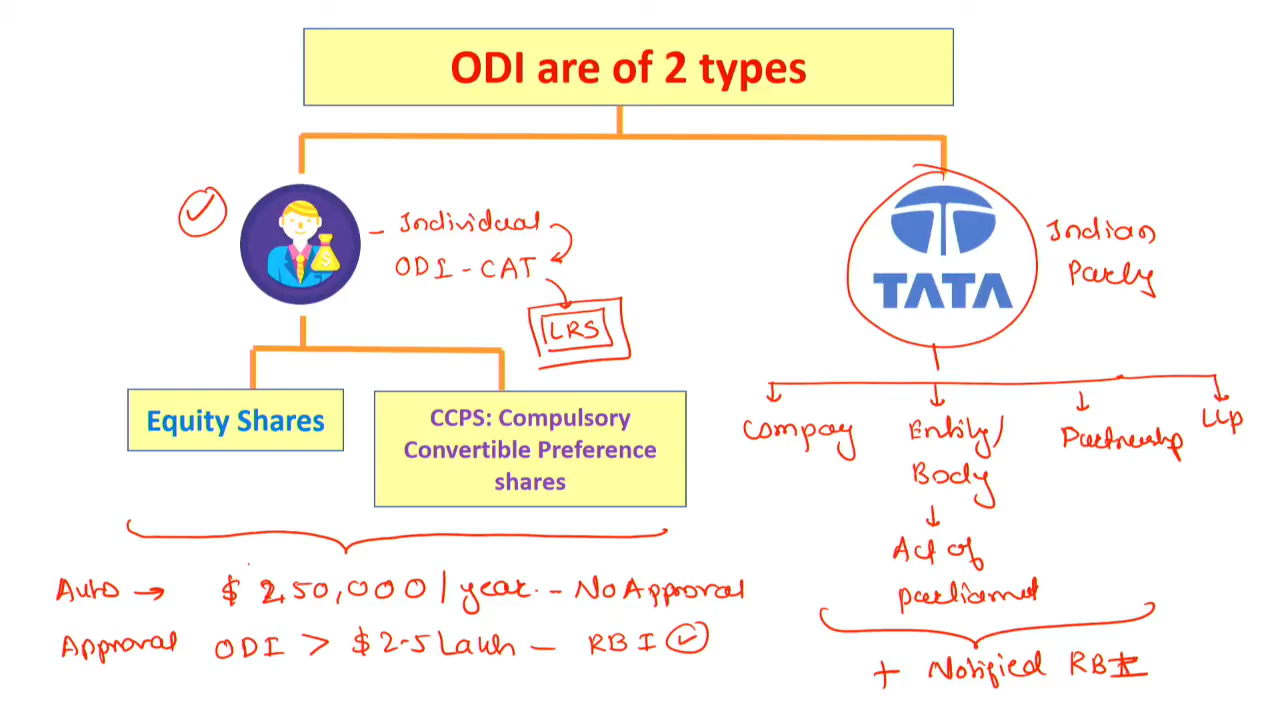 ODI are of 2 types
- Individual
ODI - CAT
LRS
TATA
Indian
Party
Equity Shares
CCPS: Compulsory
Convertible Preference
shares
Company
Entity/
Body
Act of
parliament
Partnership
LLP
Auto → $ 2,50,000 / year - No Approval
Approval ODI > $ 2.5 Lakh - RBI
+ Notified RBI